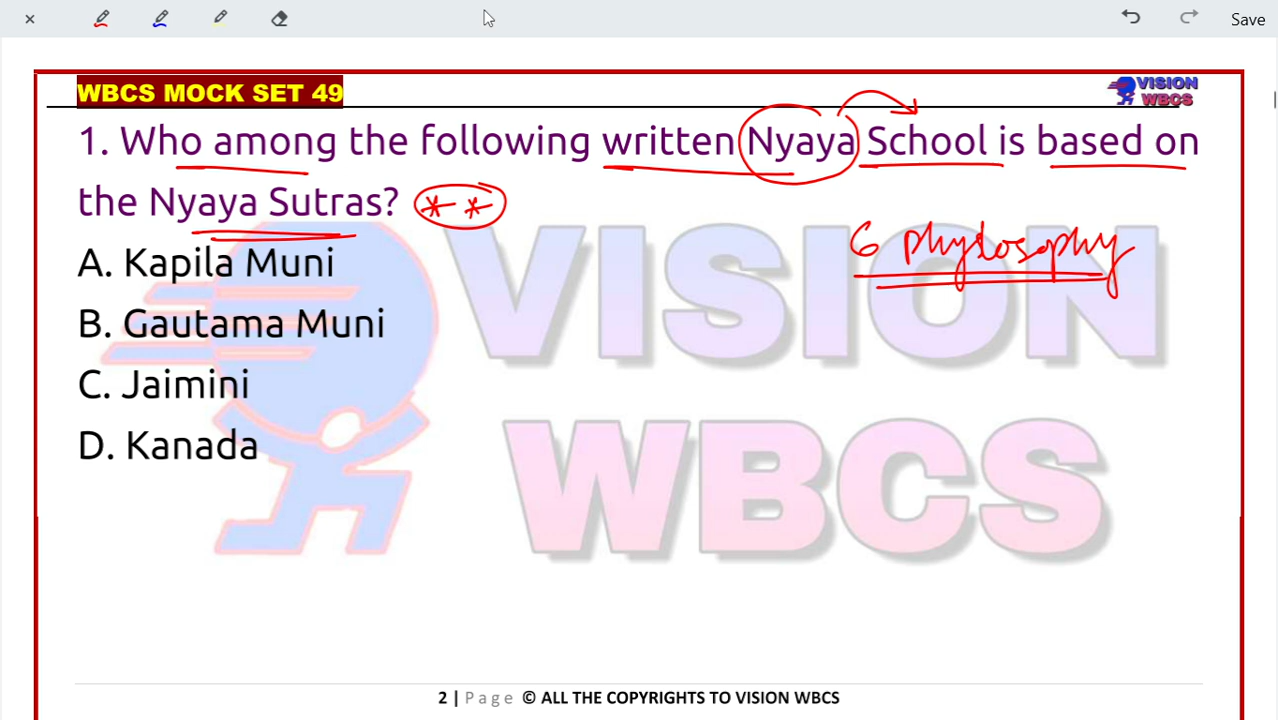 Save
WBCS MOCK SET 49
VISION
WBCS
1. Who among the following written Nyaya School is based on
the Nyaya Sutras? **
6 phylosophy
A. Kapila Muni
B. Gautama Muni
C. Jaimini
D. Kanada
VISION
WBCS
2 | Page © ALL THE COPYRIGHTS TO VISION WBCS